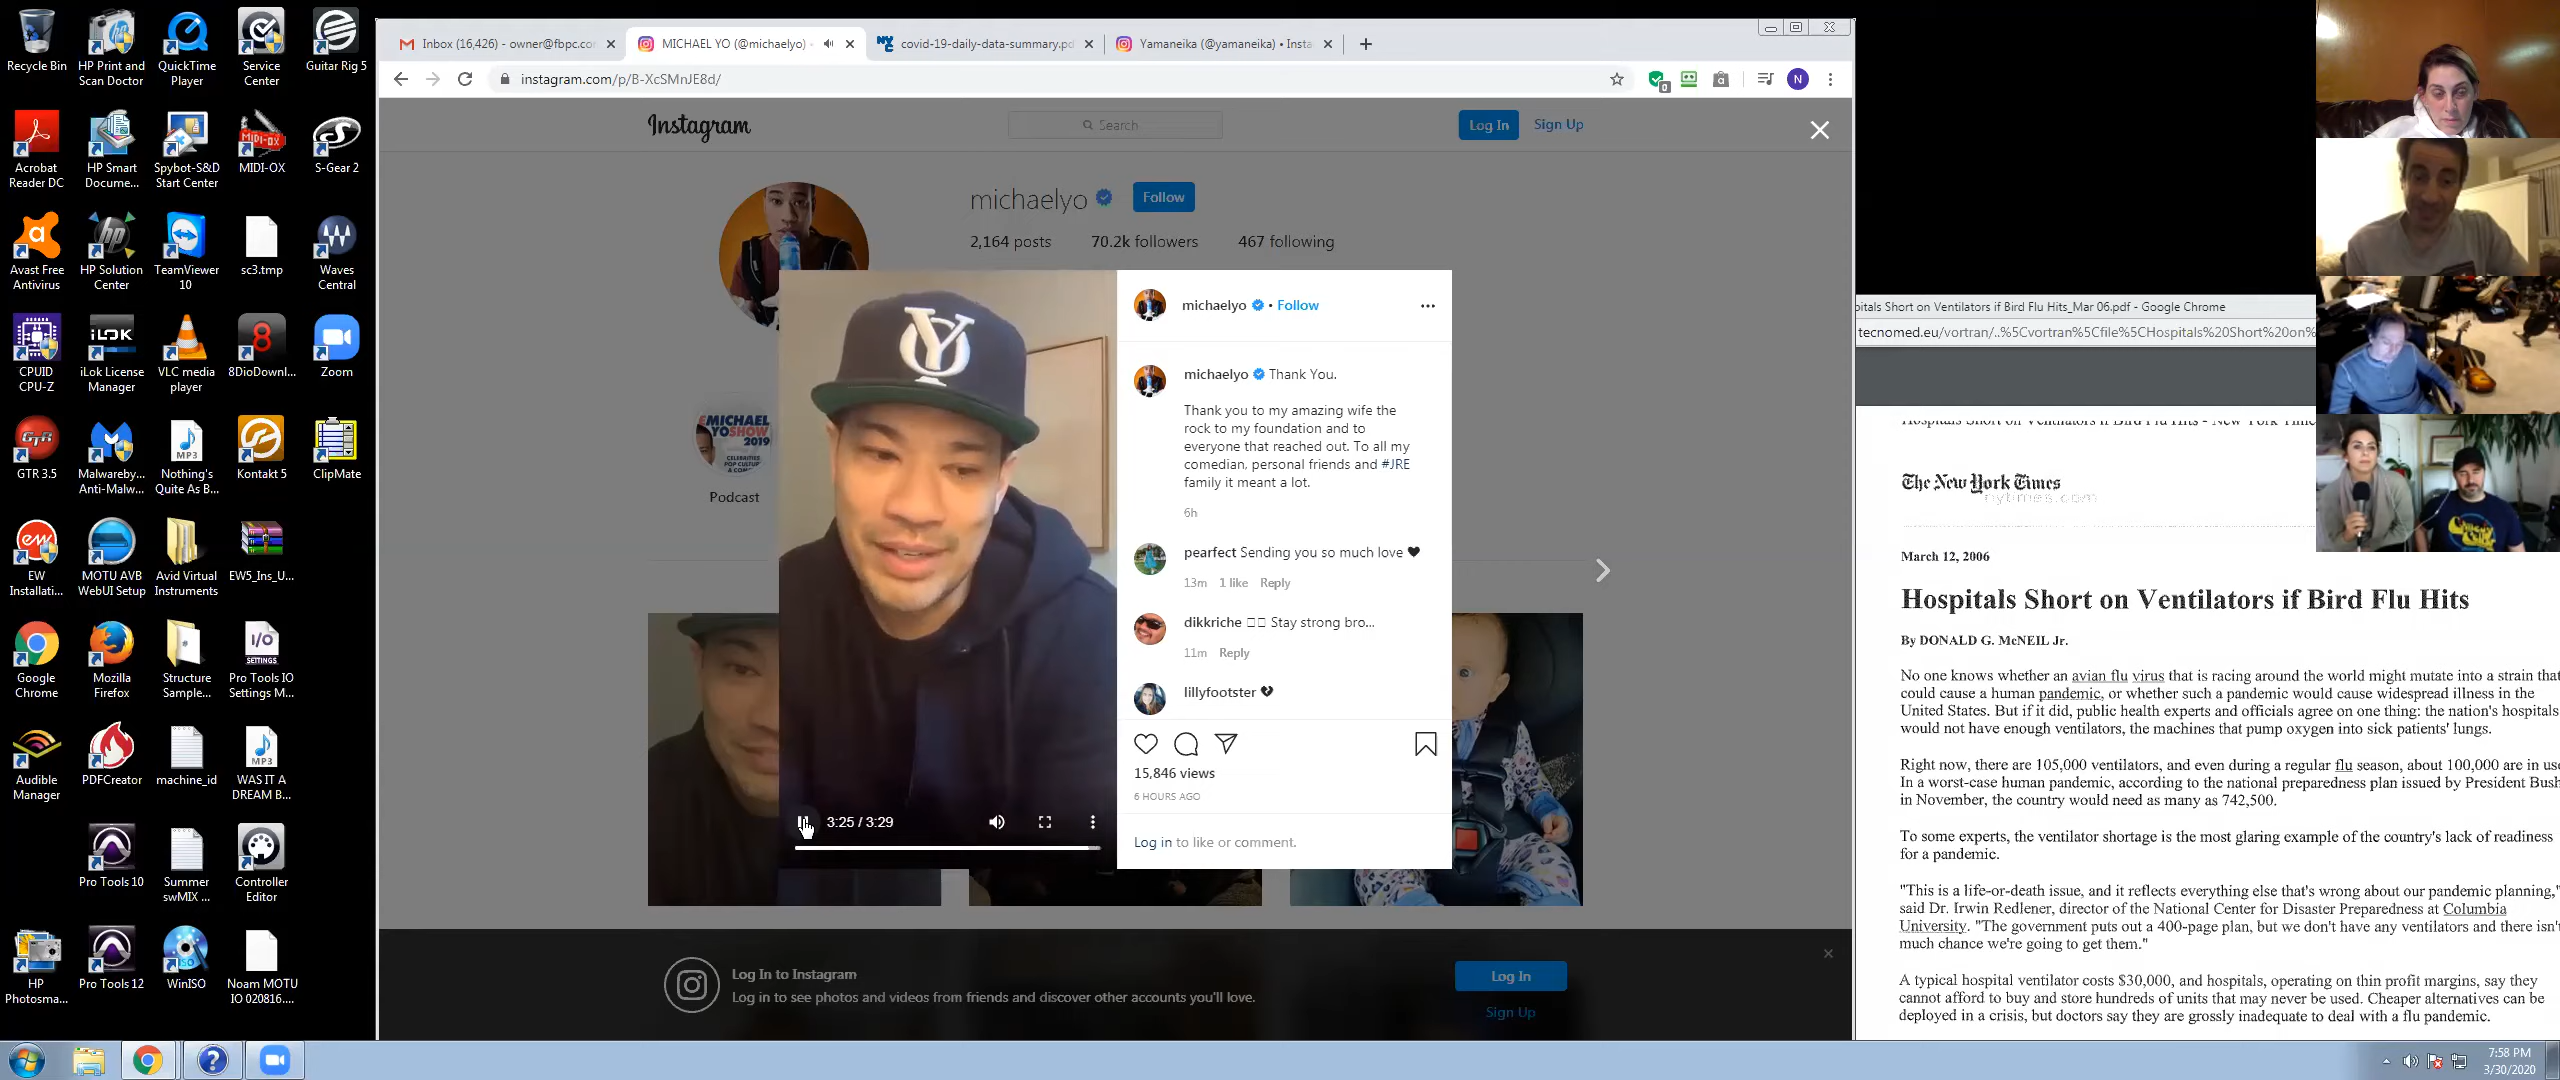 Recycle Bin
HP Print and
Scan Doctor
QuickTime
Player
Service
Center
Guitar Rig 5
Acrobat
Reader DC
HP Smart
Docume...
Spybot-S&D
Start Center
MIDI-OX
S-Gear 2
Avast Free
Antivirus
HP Solution
Center
TeamViewer
10
sc3.tmp
Waves
Central
CPUID
CPU-Z
iLOK
iLok License
Manager
VLC media
player
8DioDownl...
Zoom
GTR 3.5
Malwareby...
Anti-Malw...
MP3
Nothing's
Quite As B...
Kontakt 5
ClipMate
EW
Installati...
MOTU AVB
WebUI Setup
Avid Virtual
Instruments
EW5_Ins_U...
Google
Chrome
Mozilla
Firefox
Structure
Sample...
I/O
SETTINGS
Pro Tools IO
Settings M...
Audible
Manager
PDFCreator
machine_id
MP3
WAS IT A
DREAM B...
Pro Tools 10
Summer
swMIX ...
Controller
Editor
HP
Photosma...
Pro Tools 12
WinISO
Noam MOTU
IO 020816....
Inbox (16,426) - owner@fbpc.co
MICHAEL YO (@michaelyo)
covid-19-daily-data-summary.pd
Yamaneika (@yamaneika) • Insta
instagram.com/p/B-XcSMnJE8d/
0
N
Instagram
Search
Log In
Sign Up
michaelyo
Follow
2,164 posts
70.2k followers
467 following
MICHAEL
YOSHOW
2019
Podcast
YO
3:25 / 3:29
michaelyo • Follow
michaelyo Thank You.
Thank you to my amazing wife the
rock to my foundation and to
everyone that reached out. To all my
comedian, personal friends and #JRE
family it meant a lot.
6h
pearfect Sending you so much love
13m 1 like Reply
dikkriche Stay strong bro...
11m Reply
lillyfootster
15,846 views
6 HOURS AGO
Log in to like or comment.
Log In to Instagram
Log in to see photos and videos from friends and discover other accounts you'll love.
Log In
Sign Up
pitals Short on Ventilators if Bird Flu Hits_Mar 06.pdf - Google Chrome
tecnomed.eu/vortran/..%5Cvortran%5Cfile%5CHospitals%20Short%20on%
Hospitals Short on Ventilators if Bird Flu Hits - New York Time
The New York Times
nytimes.com
March 12, 2006
Hospitals Short on Ventilators if Bird Flu Hits
By DONALD G. McNEIL Jr.
No one knows whether an avian flu virus that is racing around the world might mutate into a strain that
could cause a human pandemic, or whether such a pandemic would cause widespread illness in the
United States. But if it did, public health experts and officials agree on one thing: the nation's hospitals
would not have enough ventilators, the machines that pump oxygen into sick patients' lungs.
Right now, there are 105,000 ventilators, and even during a regular flu season, about 100,000 are in use
In a worst-case human pandemic, according to the national preparedness plan issued by President Bush
in November, the country would need as many as 742,500.
To some experts, the ventilator shortage is the most glaring example of the country's lack of readiness
for a pandemic.
"This is a life-or-death issue, and it reflects everything else that's wrong about our pandemic planning,"
said Dr. Irwin Redlener, director of the National Center for Disaster Preparedness at Columbia
University. "The government puts out a 400-page plan, but we don't have any ventilators and there isn't
much chance we're going to get them."
A typical hospital ventilator costs $30,000, and hospitals, operating on thin profit margins, say they
cannot afford to buy and store hundreds of units that may never be used. Cheaper alternatives can be
deployed in a crisis, but doctors say they are grossly inadequate to deal with a flu pandemic.
7:58 PM
3/30/2020